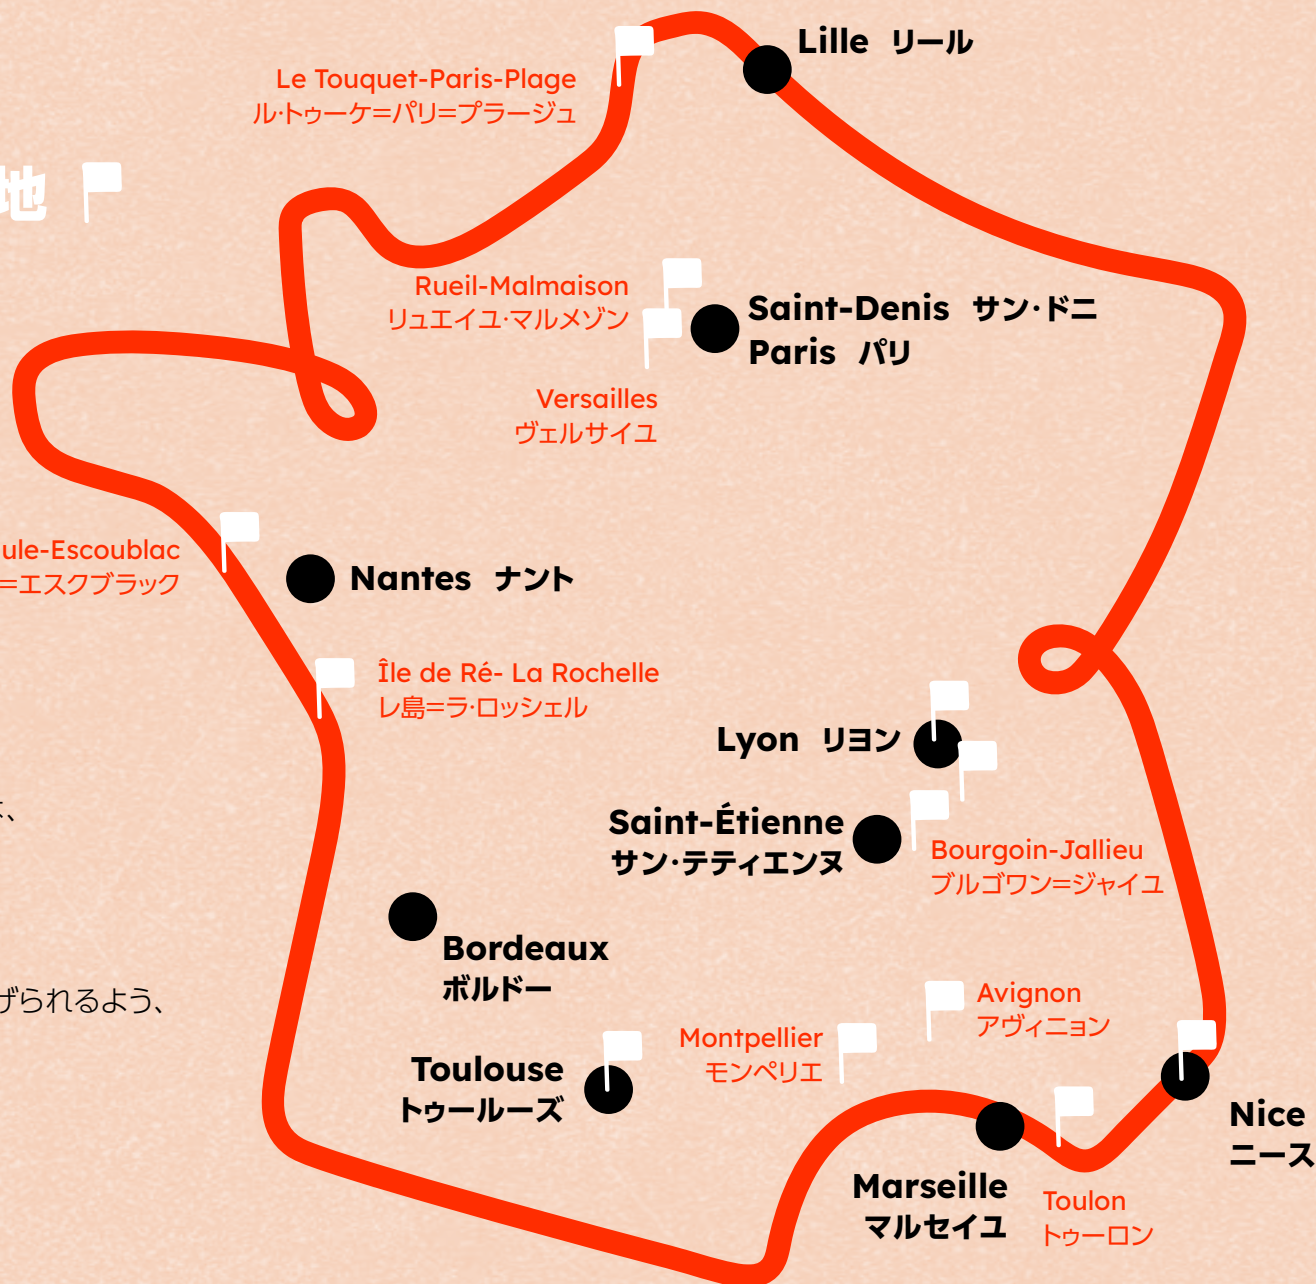 Lille リール
Le Touquet-Paris-Plage
ル・トゥーケ=パリ=プラージュ
地
Rueil-Malmaison
リュエイユ・マルメゾン
Saint-Denis サン・ドニ
Paris パリ
Versailles
ヴェルサイユ
ule-Escoublac
=エスクブラック
Nantes ナント
Île de Ré- La Rochelle
レ島=ラ・ロッシェル
Lyon リヨン
Saint-Étienne
サン・テティエンヌ
Bourgoin-Jallieu
ブルゴワン=ジャイユ
Bordeaux
ボルドー
げられるよう、
Avignon
アヴィニョン
Montpellier
モンペリエ
Toulouse
トゥールーズ
Nice
ニース
Marseille
マルセイユ
Toulon
トゥーロン